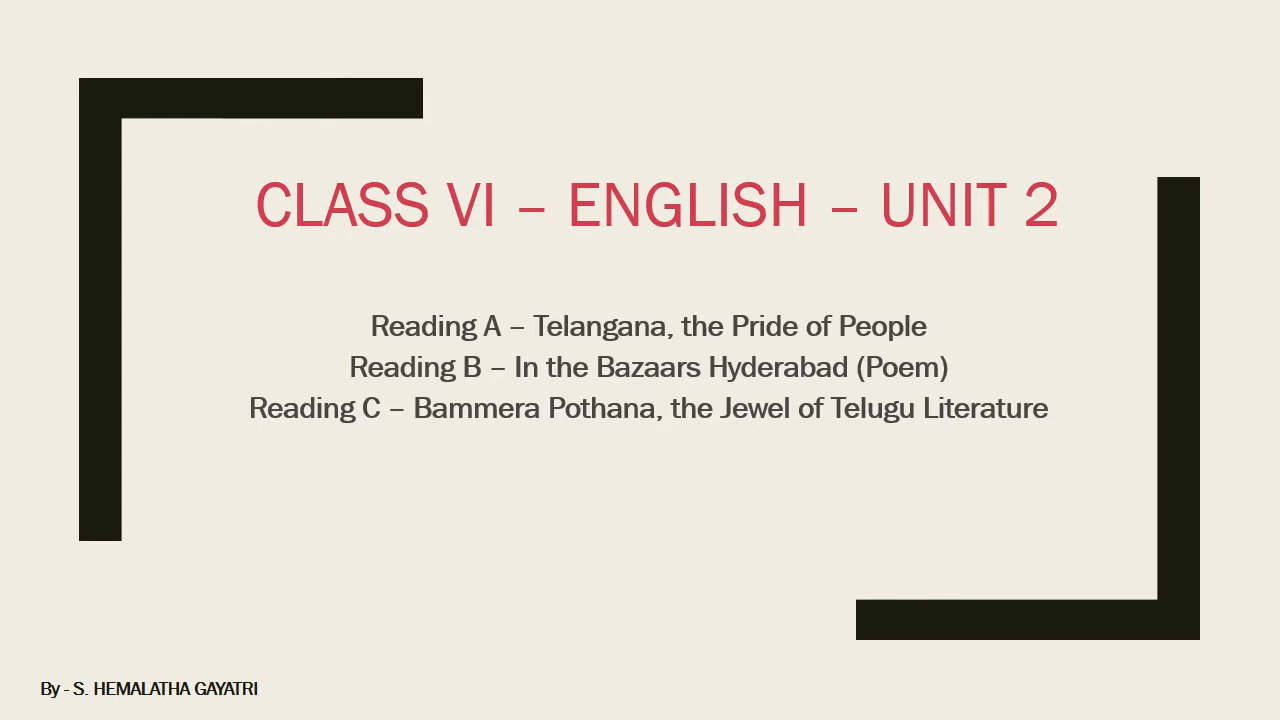 CLASS VI – ENGLISH – UNIT 2
Reading A – Telangana, the Pride of People
Reading B – In the Bazaars Hyderabad (Poem)
Reading C – Bammera Pothana, the Jewel of Telugu Literature
By - S. HEMALATHA GAYATRI